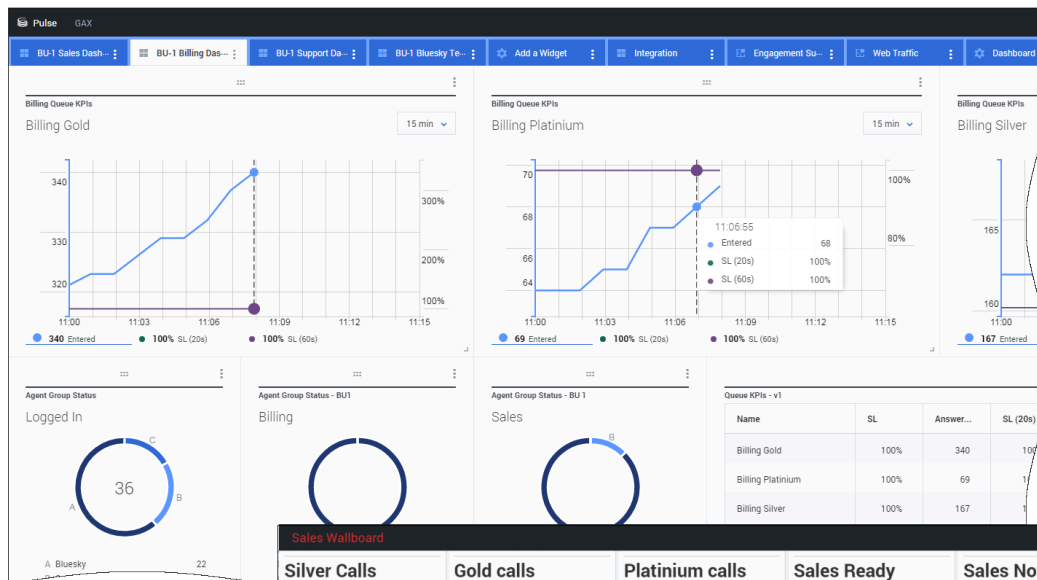 Pulse GAX
BU-1 Sales Dash... BU-1 Billing Das... BU-1 Support Da... BU-1 Bluesky Te... Add a Widget Integration Engagement Su... Web Traffic Dashboard
Billing Queue KPIs
Billing Gold
15 min
340
330
320
300%
200%
100%
11:00 11:03 11:06 11:09 11:12 11:15
340 Entered 100% SL (20s) 100% SL (60s)
Billing Queue KPIs
Billing Platinium
15 min
70
68
66
64
100%
80%
11:06:55
Entered 68
SL (20s) 100%
SL (60s) 100%
11:00 11:03 11:06 11:09 11:12 11:15
69 Entered 100% SL (20s) 100% SL (60s)
Billing Queue KPIs
Billing Silver
165
160
11:00
167 Entered
Agent Group Status
Logged In
C
36
B
A
A Bluesky 22
Agent Group Status - BU1
Billing
Agent Group Status - BU 1
Sales
B
Queue KPIs - v1
Name SL Answer... SL (20s)
Billing Gold 100% 340
Billing Platinium 100% 69
Billing Silver 100% 167
Sales Wallboard
Silver Calls Gold calls Platinium calls Sales Ready Sales No